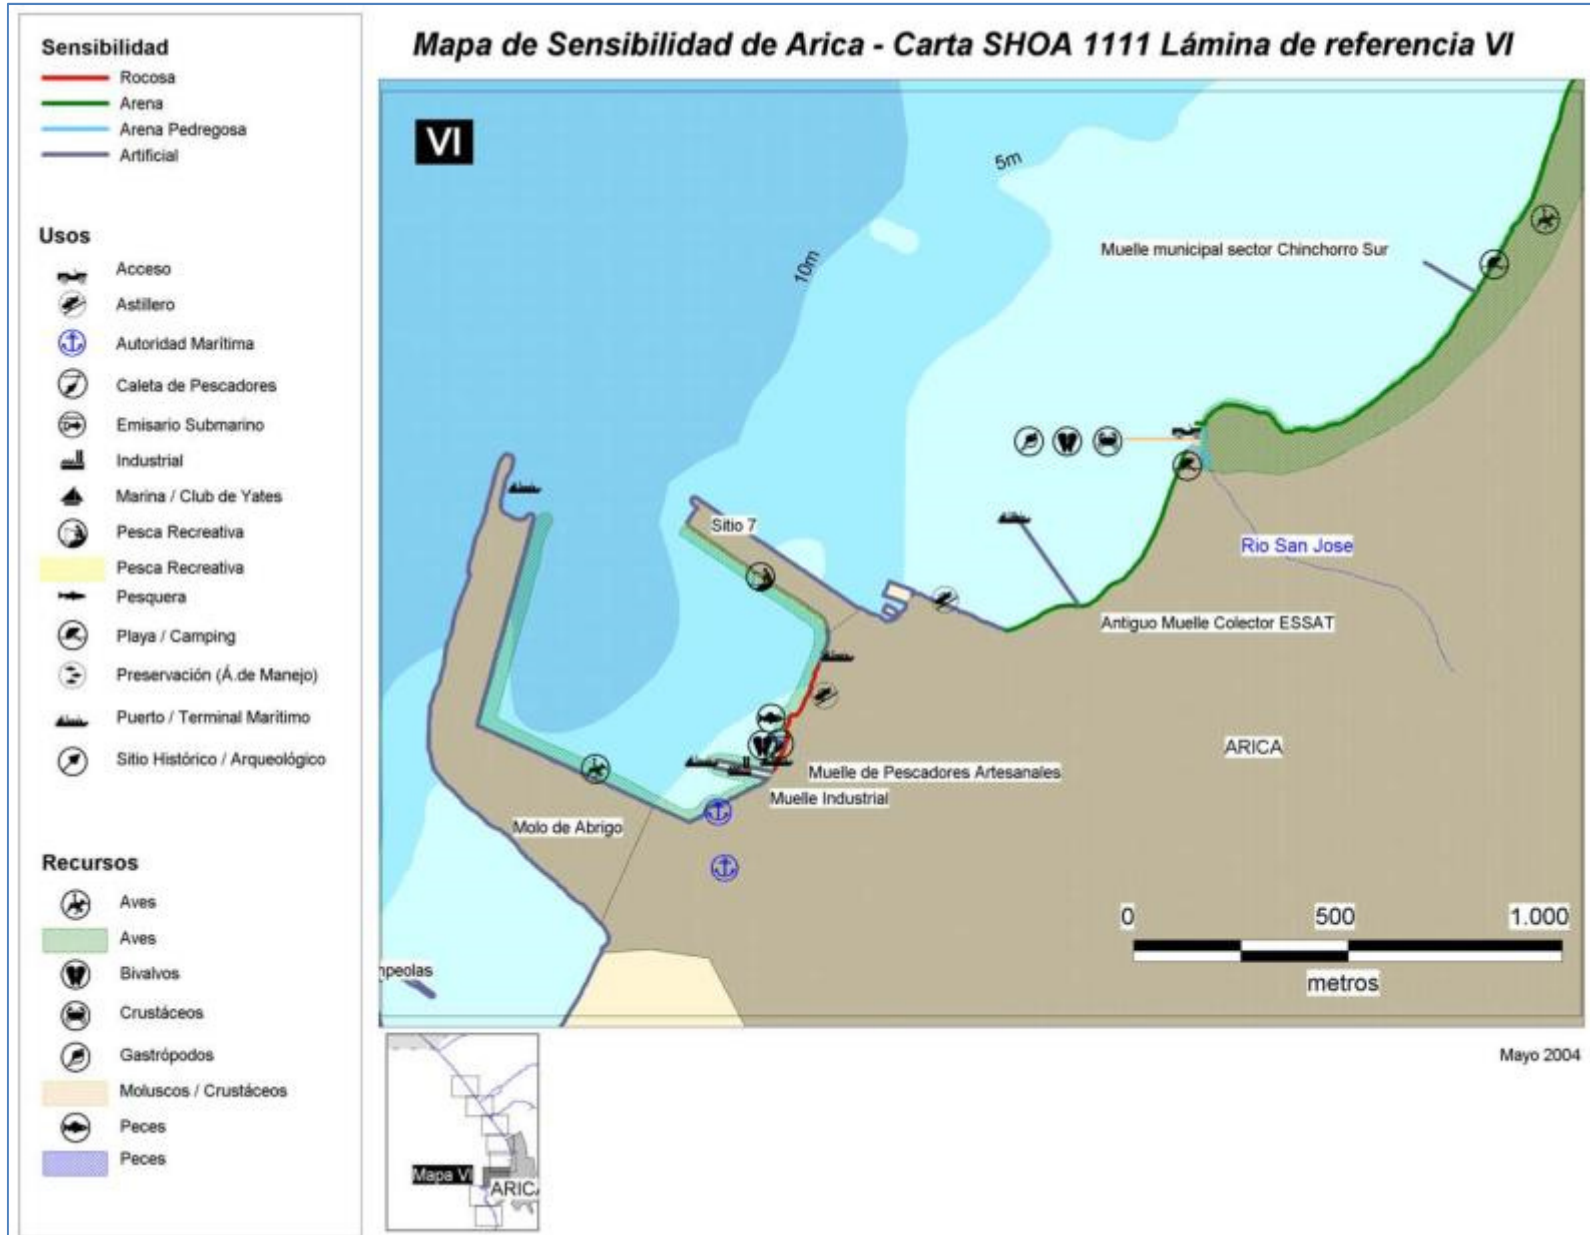 Mapa de Sensibilidad de Arica - Carta SHOA 1111 Lámina de referencia VI
Sensibilidad
Rocosa
Arena
Arena Pedregosa
Artificial
Usos
Acceso
Astillero
Autoridad Marítima
Caleta de Pescadores
Emisario Submarino
Industrial
Marina / Club de Yates
Pesca Recreativa
Pesca Recreativa
Pesquera
Playa / Camping
Preservación (Á.de Manejo)
Puerto / Terminal Marítimo
Sitio Histórico / Arqueológico
Recursos
Aves
Aves
Bivalvos
Crustáceos
Gastrópodos
Moluscos / Crustáceos
Peces
Peces
VI
5m
10m
Muelle municipal sector Chinchorro Sur
Sitio 7
Rio San Jose
Antiguo Muelle Colector ESSAT
ARICA
Muelle de Pescadores Artesanales
Muelle Industrial
Molo de Abrigo
npeolas
0 500 1.000
metros
Mayo 2004
Mapa VI
ARICA